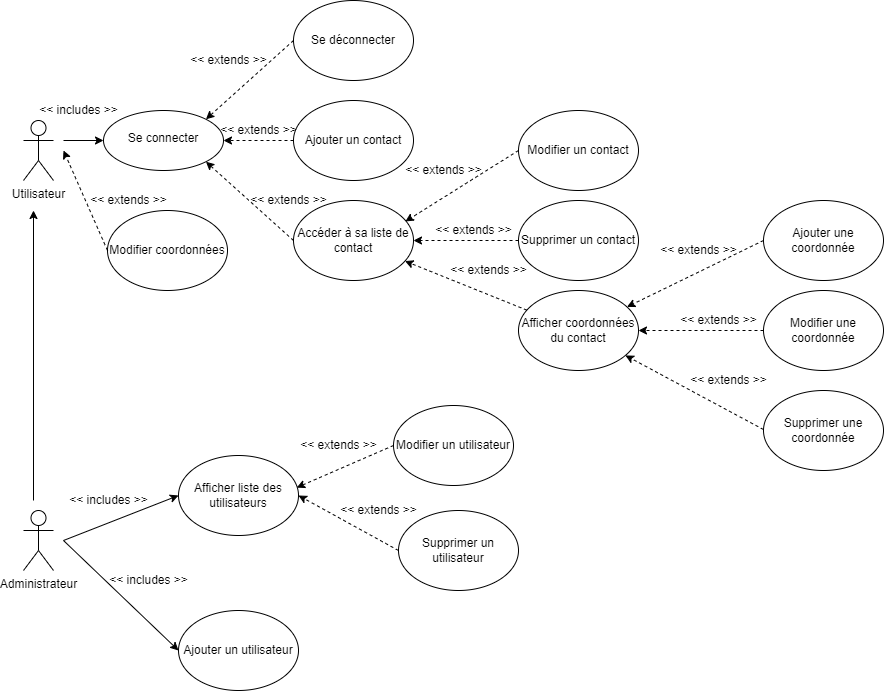 Se déconnecter
<< extends >>
<< includes >>
Se connecter
<< extends >>
Ajouter un contact
Modifier un contact
<< extends >>
Utilisateur
<< extends >>
<< extends >>
Accéder à sa liste de
contact
<< extends >>
Supprimer un contact
Modifier coordonnées
<< extends >>
Ajouter une
coordonnée
<< extends >>
Afficher coordonnées
du contact
<< extends >>
Modifier une
coordonnée
<< extends >>
Supprimer une
coordonnée
<< extends >>
Modifier un utilisateur
Afficher liste des
utilisateurs
<< includes >>
<< extends >>
Supprimer un
utilisateur
Administrateur
<< includes >>
Ajouter un utilisateur